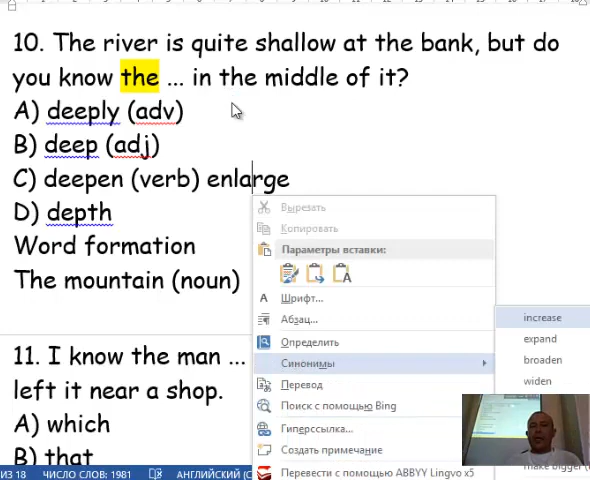 10. The river is quite shallow at the bank, but do
you know the ... in the middle of it?
A) deeply (adv)
B) deep (adj)
C) deepen (verb) enlarge
D) depth
Word formation
The mountain (noun)
11. I know the man ...
left it near a shop.
A) which
B) that
Вырезать
Копировать
Параметры вставки:
Шрифт...
Абзац...
Определить
Синонимы
Перевод
Поиск с помощью Bing
Гиперссылка...
Создать примечание
Перевести с помощью ABBYY Lingvo x5
increase
expand
broaden
widen
make bigger
ИЗ 18 ЧИСЛО СЛОВ: 1981 АНГЛИЙСКИЙ (С